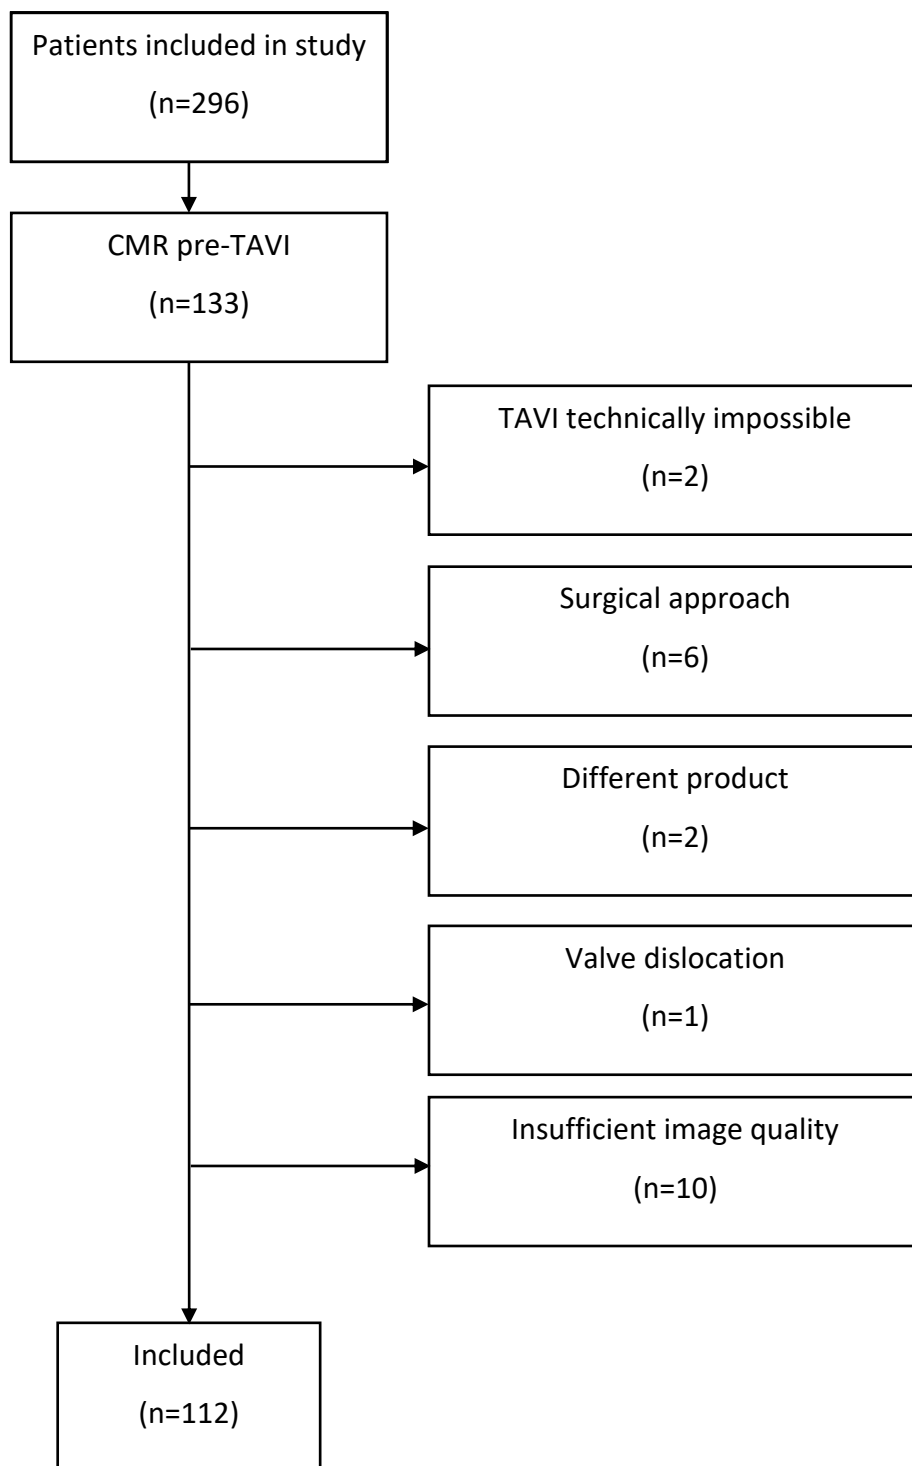 Patients included in study
(n=296)
CMR pre-TAVI
(n=133)
TAVI technically impossible
(n=2)
Surgical approach
(n=6)
Different product
(n=2)
Valve dislocation
(n=1)
Insufficient image quality
(n=10)
Included
(n=112)